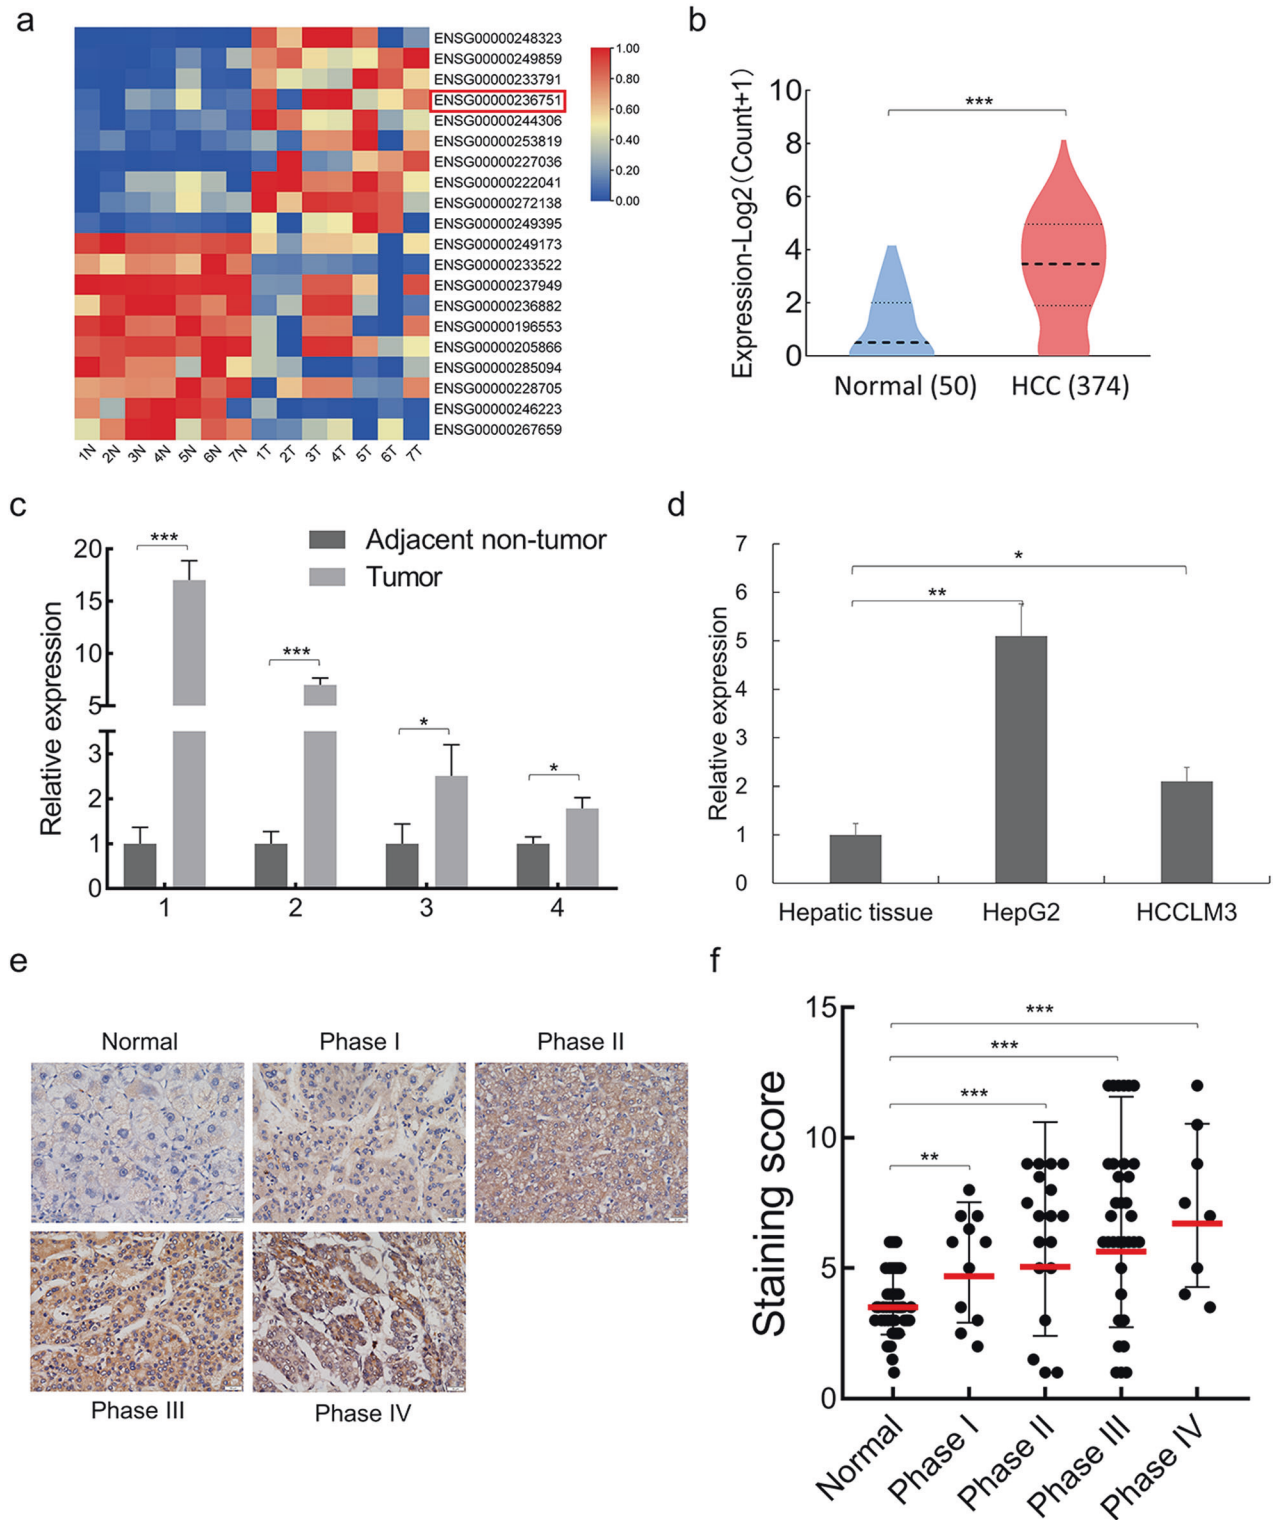 a
ENSG00000248323
ENSG00000249859
ENSG00000233791
ENSG00000236751
ENSG00000244306
ENSG00000253819
ENSG00000227036
ENSG00000222041
ENSG00000272138
ENSG00000249395
ENSG00000249173
ENSG00000233522
ENSG00000237949
ENSG00000236882
ENSG00000196553
ENSG00000205866
ENSG00000285094
ENSG00000228705
ENSG00000246223
ENSG00000267659
1N 2N 3N 4N 5N 6N 7N 1T 2T 3T 4T 5T 6T 7T
1.00
0.80
0.60
0.40
0.20
0.00
b
Expression-Log2(Count+1)
10
8
6
4
2
0
***
Normal (50) HCC (374)
c
Relative expression
20
15
10
5
3
2
1
0
*** *** * *
Adjacent non-tumor
Tumor
1 2 3 4
d
Relative expression
7
6
5
4
3
2
1
0
*
**
Hepatic tissue HepG2 HCCLM3
e
Normal Phase I Phase II
Phase III Phase IV
f
Staining score
15
10
5
0
***
***
***
**
Normal Phase I Phase II Phase III Phase IV